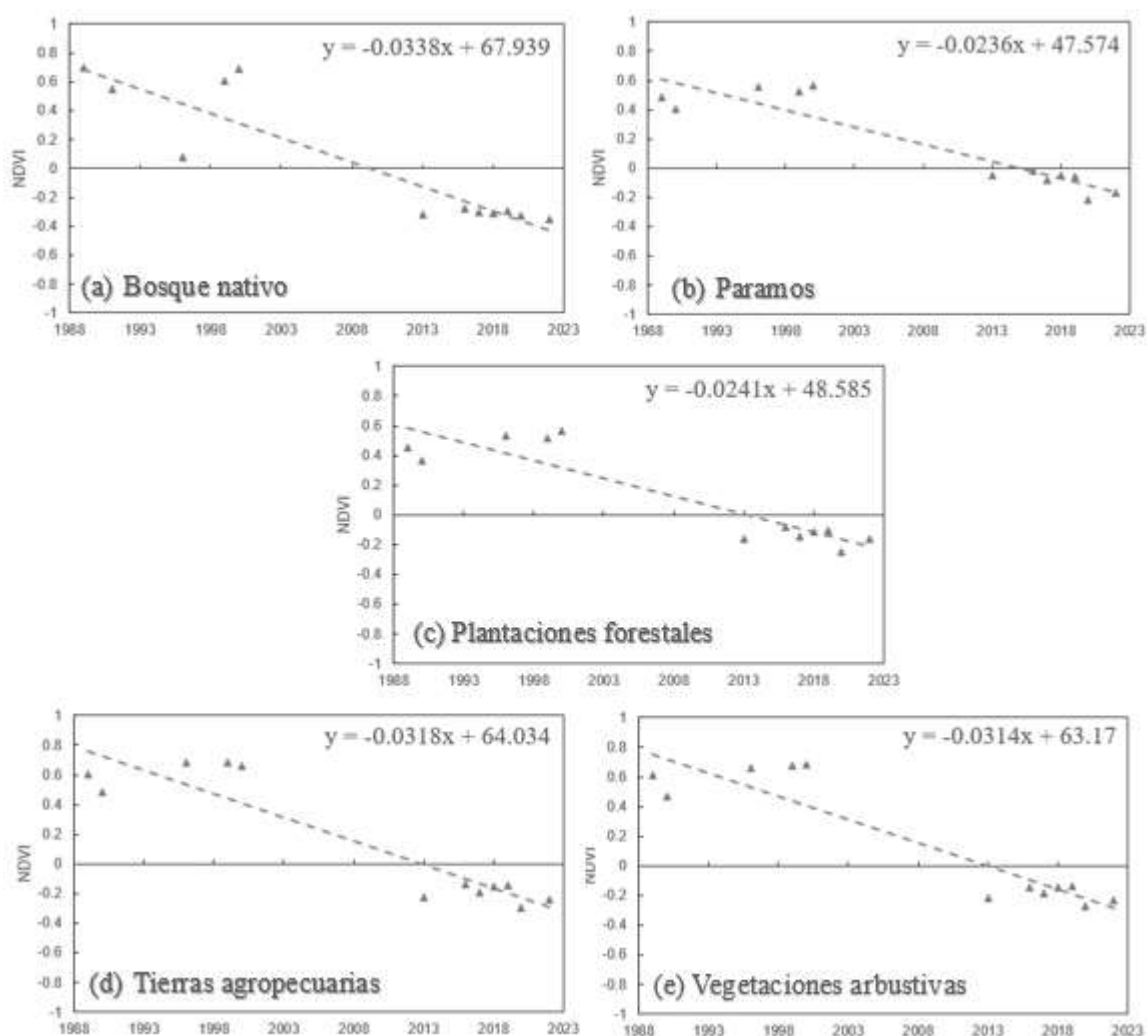 y = -0.0338x + 67.939
1
0.8
0.6
0.4
0.2
0
-0.2
-0.4
-0.6
-0.8
-1
NDVI
(a) Bosque nativo
1988 1993 1998 2003 2008 2013 2018 2023
y = -0.0236x + 47.574
1
0.8
0.6
0.4
0.2
0
-0.2
-0.4
-0.6
-0.8
-1
NDVI
(b) Paramos
1988 1993 1998 2003 2008 2013 2018 2023
y = -0.0241x + 48.585
1
0.8
0.6
0.4
0.2
0
-0.2
-0.4
-0.6
-0.8
-1
NDVI
(c) Plantaciones forestales
1988 1993 1998 2003 2008 2013 2018 2023
y = -0.0318x + 64.034
1
0.8
0.6
0.4
0.2
0
-0.2
-0.4
-0.6
-0.8
-1
NDVI
(d) Tierras agropecuarias
1988 1993 1998 2003 2008 2013 2018 2023
y = -0.0314x + 63.17
1
0.8
0.6
0.4
0.2
0
-0.2
-0.4
-0.6
-0.8
-1
NDVI
(e) Vegetaciones arbustivas
1988 1993 1998 2003 2008 2013 2018 2023